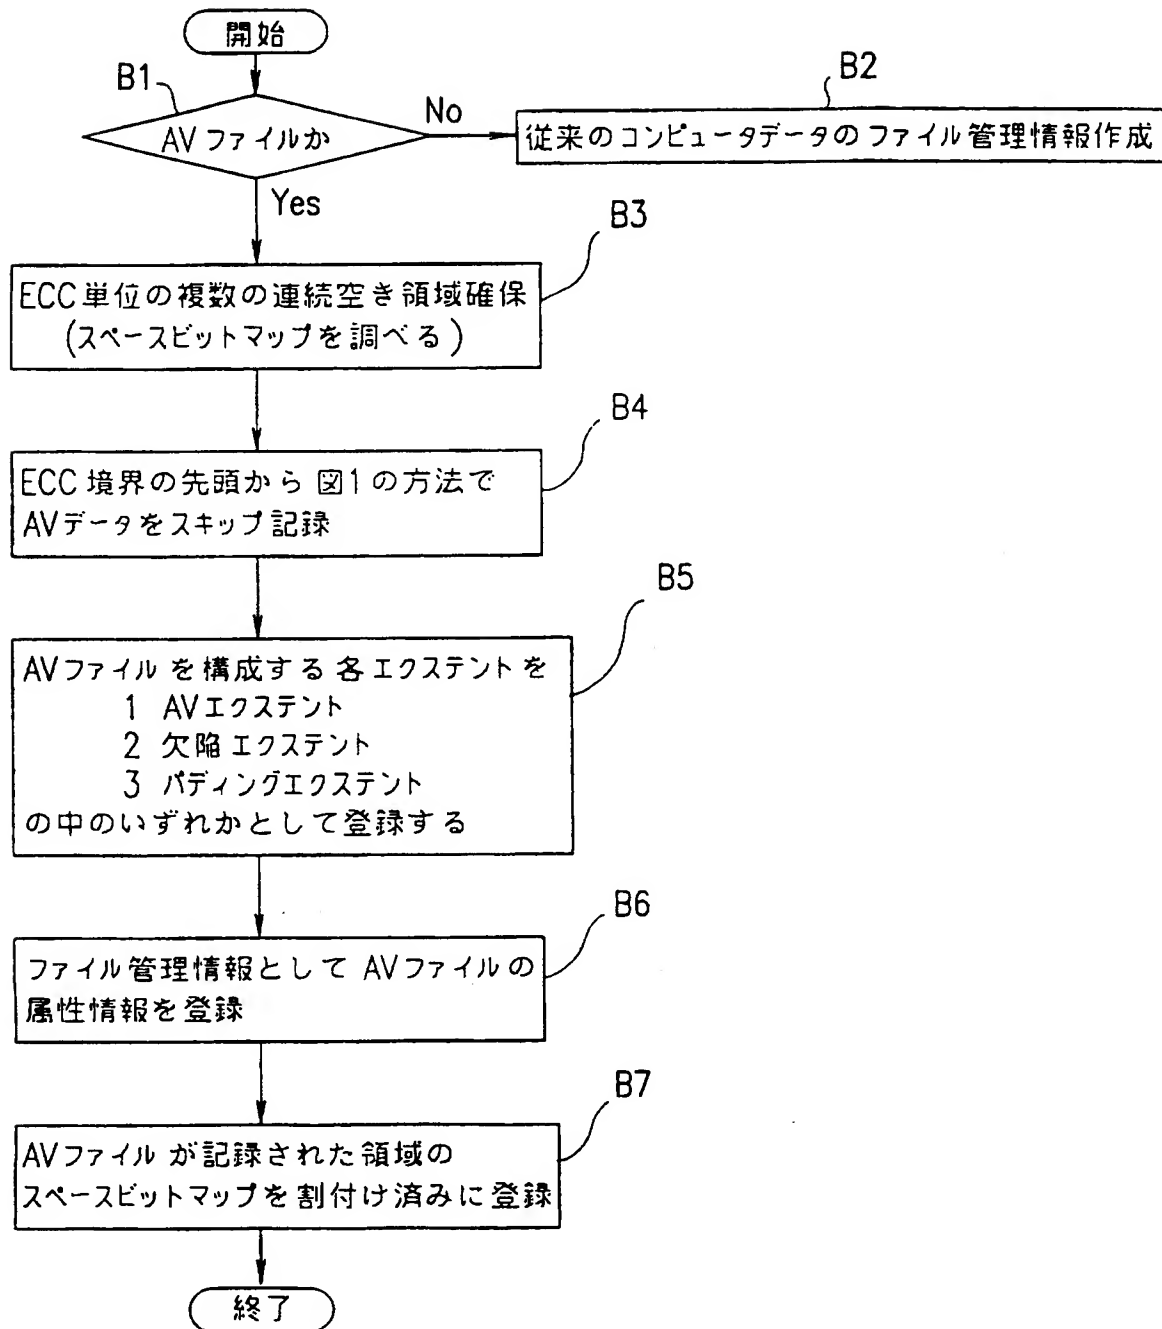 開始
B1
AVファイルか
No
B2
従来のコンピュータデータのファイル管理情報作成
Yes
B3
ECC単位の複数の連続空き領域確保
(スペースビットマップを調べる)
B4
ECC境界の先頭から図1の方法で
AVデータをスキップ記録
B5
AVファイルを構成する各エクステントを
1 AVエクステント
2 欠陥エクステント
3 パディングエクステント
の中のいずれかとして登録する
B6
ファイル管理情報としてAVファイルの
属性情報を登録
B7
AVファイルが記録された領域の
スペースビットマップを割付け済みに登録
終了